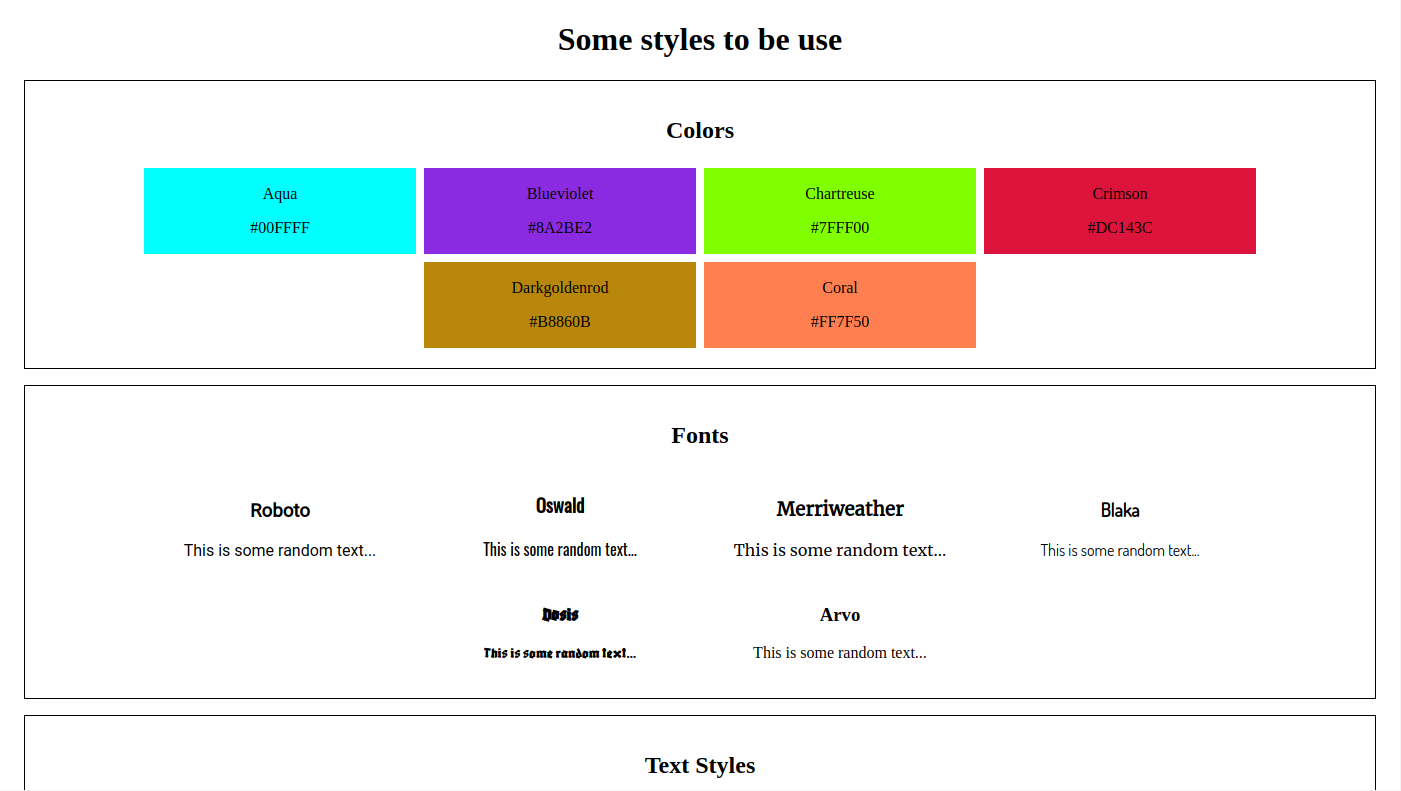 Some styles to be use
Colors
Aqua
#00FFFF
Blueviolet
#8A2BE2
Chartreuse
#7FFF00
Crimson
#DC143C
Darkgoldenrod
#B8860B
Coral
#FF7F50
Fonts
Roboto
This is some random text...
Oswald
This is some random text...
Merriweather
This is some random text...
Blaka
This is some random text...
Dosis
This is some random text...
Arvo
This is some random text...
Text Styles